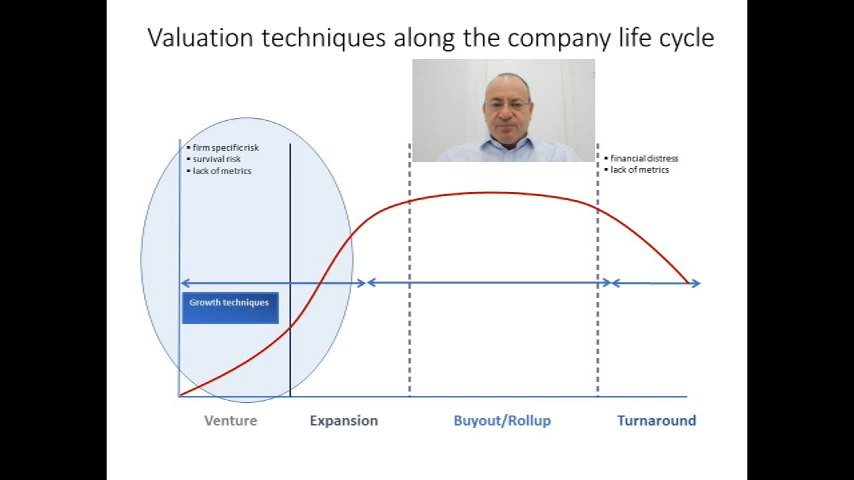 Valuation techniques along the company life cycle
▪ firm specific risk
▪ survival risk
▪ lack of metrics
▪ financial distress
▪ lack of metrics
Growth techniques
Venture
Expansion
Buyout/Rollup
Turnaround